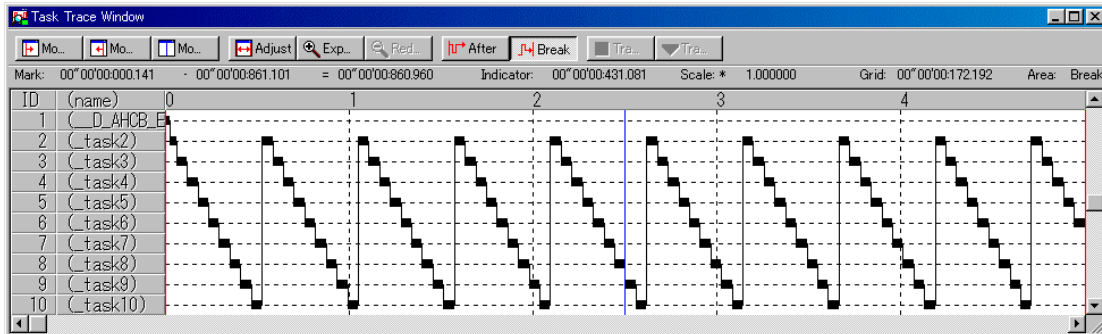 Task Trace Window
Mo... Mo... Mo... Adjust Exp... Red... After Break Tra... Tra...
Mark: 00"00'00:000.141 - 00"00'00:861.101 = 00"00'00:860.960 Indicator: 00"00'00:431.081 Scale: * 1.000000 Grid: 00"00'00:172.192 Area: Break
ID (name) 0 1 2 3 4
1 (__D_AHCB_E
2 (_task2)
3 (_task3)
4 (_task4)
5 (_task5)
6 (_task6)
7 (_task7)
8 (_task8)
9 (_task9)
10 (_task10)